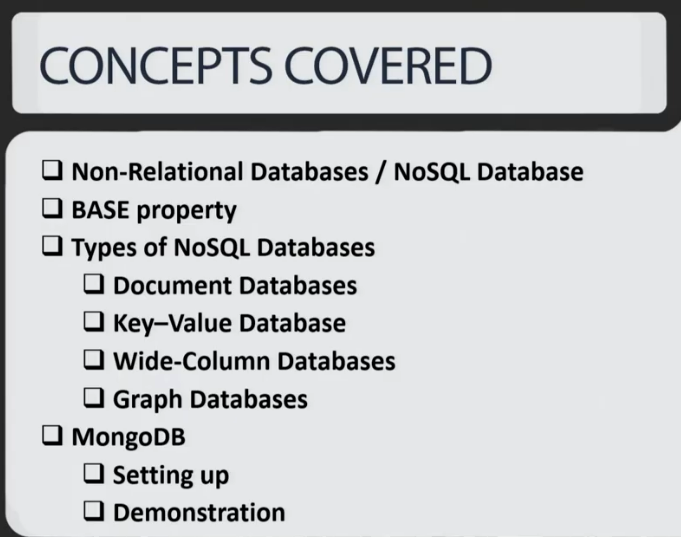 CONCEPTS COVERED
❑ Non-Relational Databases / NoSQL Database
❑ BASE property
❑ Types of NoSQL Databases
❑ Document Databases
❑ Key–Value Database
❑ Wide-Column Databases
❑ Graph Databases
❑ MongoDB
❑ Setting up
❑ Demonstration